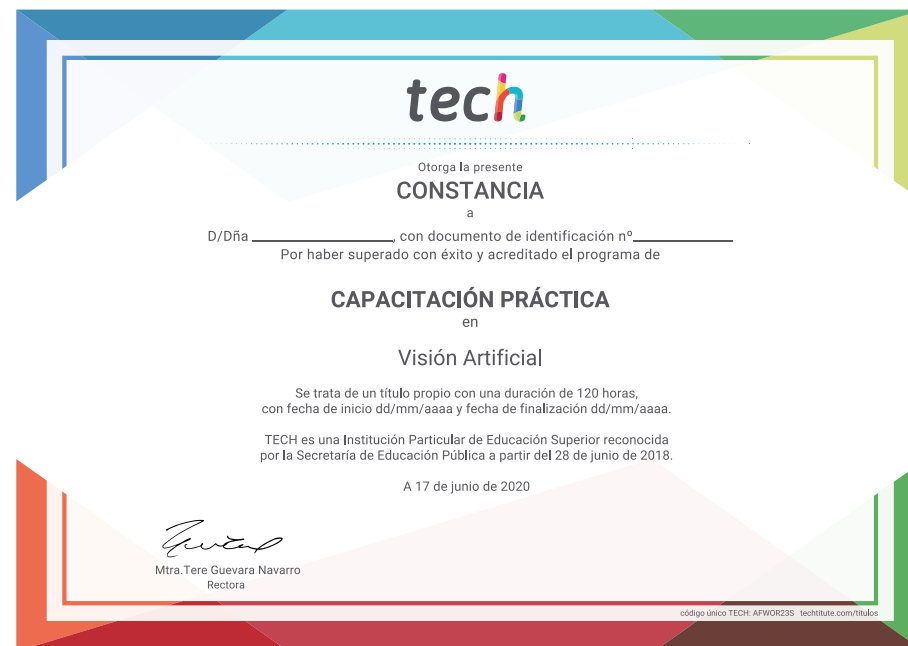 tech
Otorga la presente
CONSTANCIA
a
D/Dña ____________________, con documento de identificación nº______________
Por haber superado con éxito y acreditado el programa de
CAPACITACIÓN PRÁCTICA
en
Visión Artificial
Se trata de un título propio con una duración de 120 horas,
con fecha de inicio dd/mm/aaaa y fecha de finalización dd/mm/aaaa.
TECH es una Institución Particular de Educación Superior reconocida
por la Secretaría de Educación Pública a partir del 28 de junio de 2018.
A 17 de junio de 2020
Mtra.Tere Guevara Navarro
Rectora
código único TECH: AFWOR23S techtitute.com/titulos